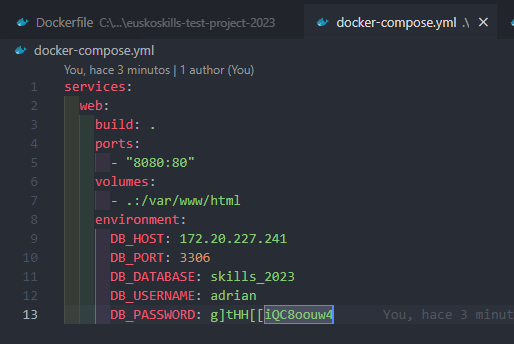 Dockerfile C:\...\euskoskills-test-project-2023
docker-compose.yml .\
docker-compose.yml
You, hace 3 minutos | 1 author (You)
1 services:
2 web:
3 build: .
4 ports:
5 - "8080:80"
6 volumes:
7 - .:/var/www/html
8 environment:
9 DB_HOST: 172.20.227.241
10 DB_PORT: 3306
11 DB_DATABASE: skills_2023
12 DB_USERNAME: adrian
13 DB_PASSWORD: g]tHH[[iQC8oouw4 You, hace 3 minut